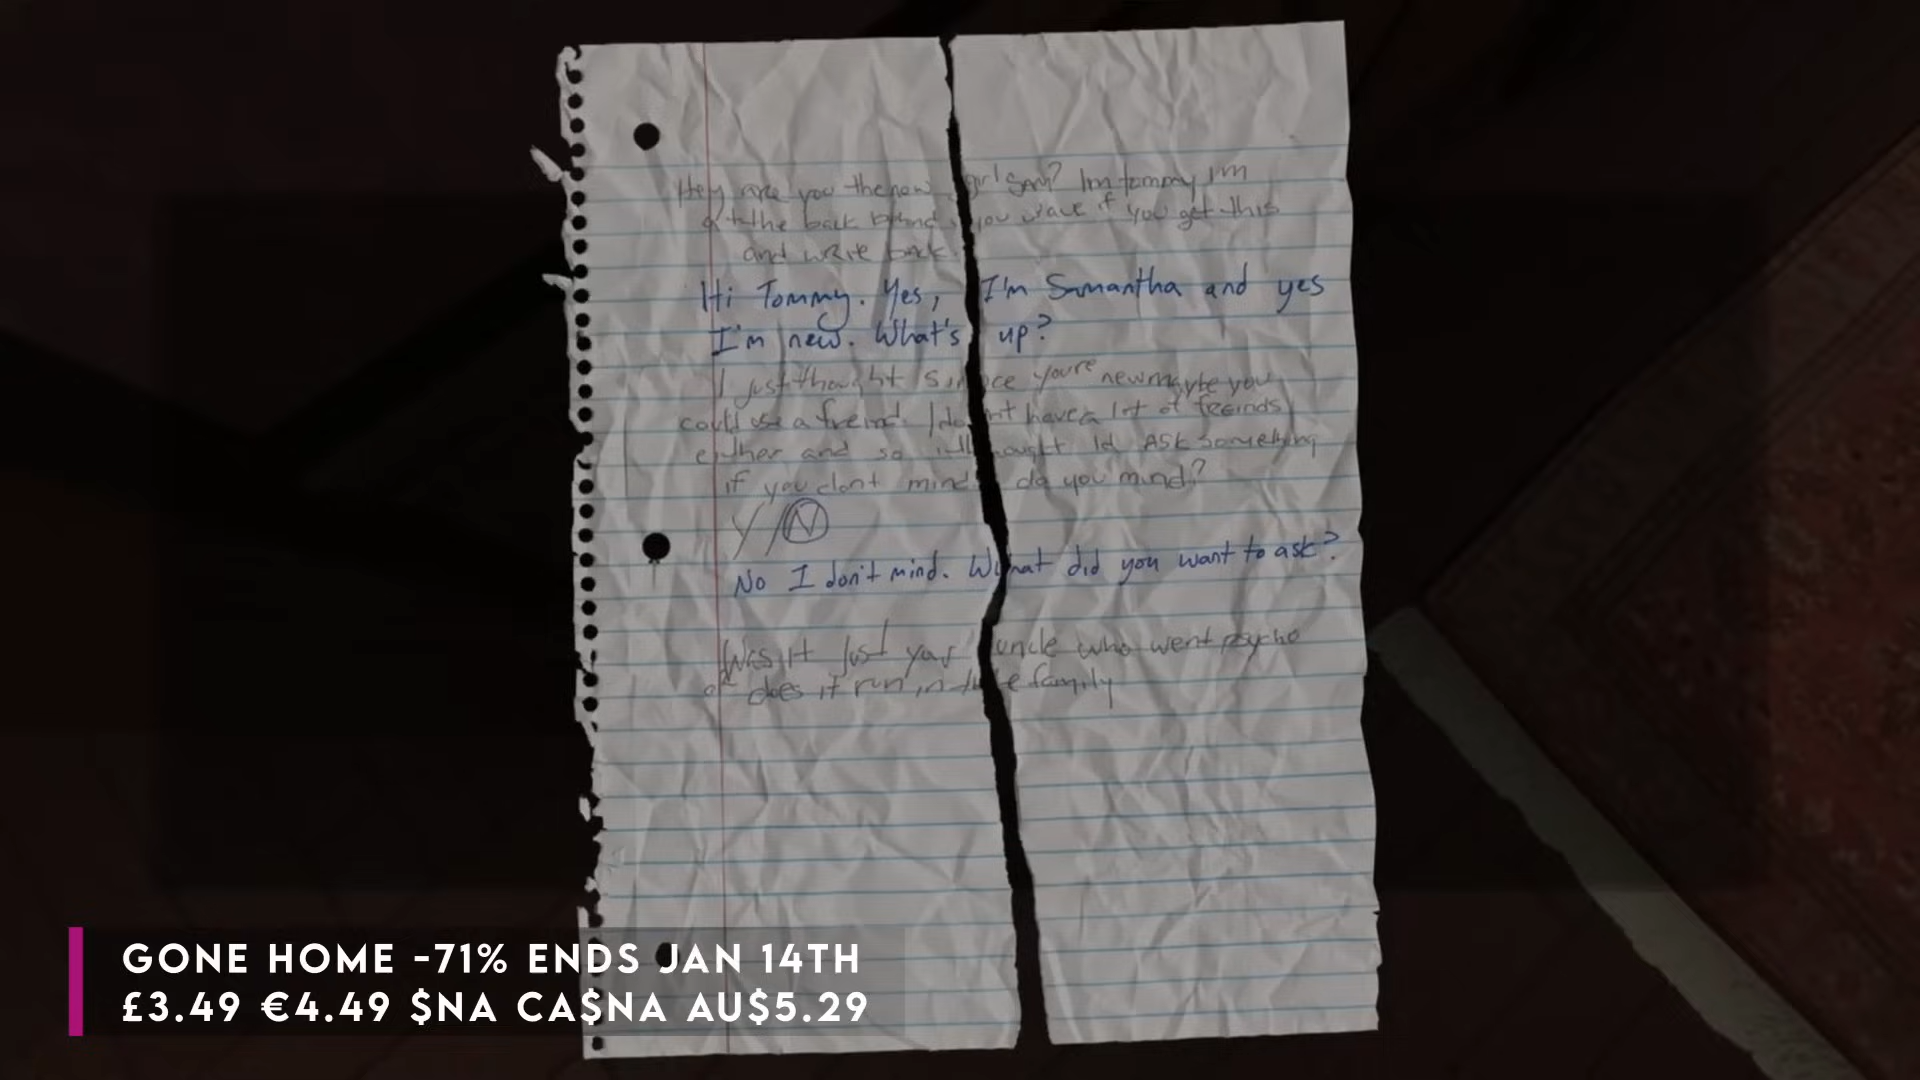 Hey are you the new girl Sam? Im tommy Im
at the back behind you wave if you get this
and write back.
Hi Tommy. Yes, I'm Samantha and yes
I'm new. What's up?
I just thought since youre new maybe you
could use a freind. I dont have a lot of freinds
either and so i thought Id ASk something
if you dont mind. do you mind?
Y/N
No I don't mind. What did you want to ask?
Was it just your uncle who went psycho
or does it run in the family
GONE HOME -71% ENDS JAN 14TH
£3.49 €4.49 $NA CA$NA AU$5.29